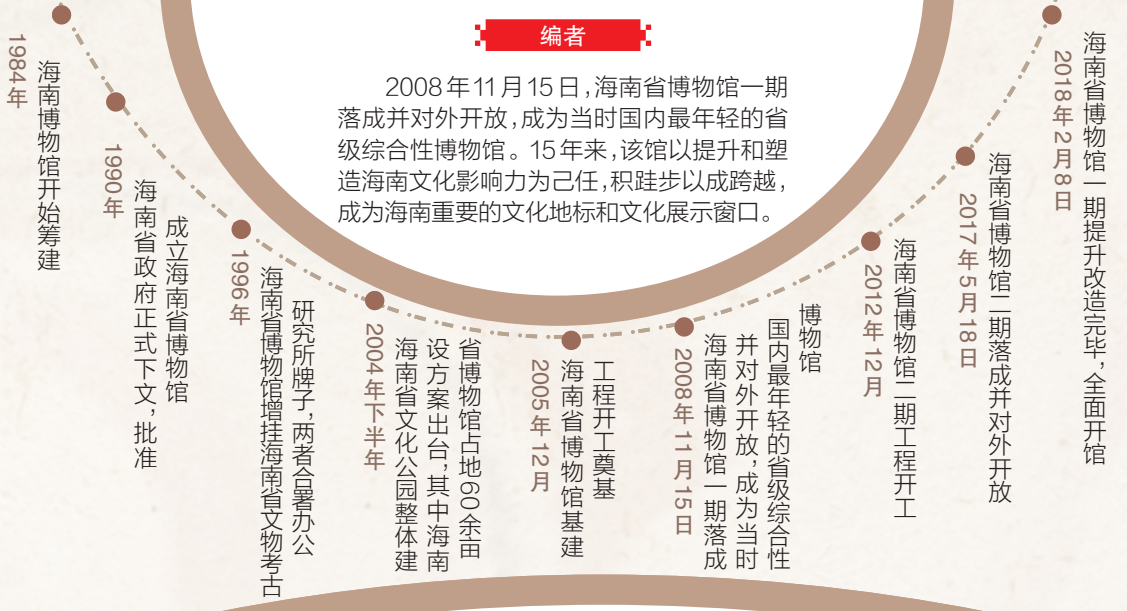 编者
2008年11月15日,海南省博物馆一期
落成并对外开放,成为当时国内最年轻的省
级综合性博物馆。15年来,该馆以提升和塑
造海南文化影响力为己任,积跬步以成跨越,
成为海南重要的文化地标和文化展示窗口。
1984年
海南博物馆开始筹建
1990年
海南省政府正式下文,批准
成立海南省博物馆
1996年
海南省博物馆增挂海南省文物考古
研究所牌子,两者合署办公
2004年下半年
海南省文化公园整体建
设方案出台,其中海南
省博物馆占地60余亩
2005年12月
海南省博物馆基建
工程开工奠基
2008年11月15日
海南省博物馆一期落成
并对外开放,成为当时
国内最年轻的省级综合性
博物馆
2012年12月
海南省博物馆二期工程开工
2017年5月18日
海南省博物馆二期落成并对外开放
2018年2月8日
海南省博物馆一期提升改造完毕,全面开馆